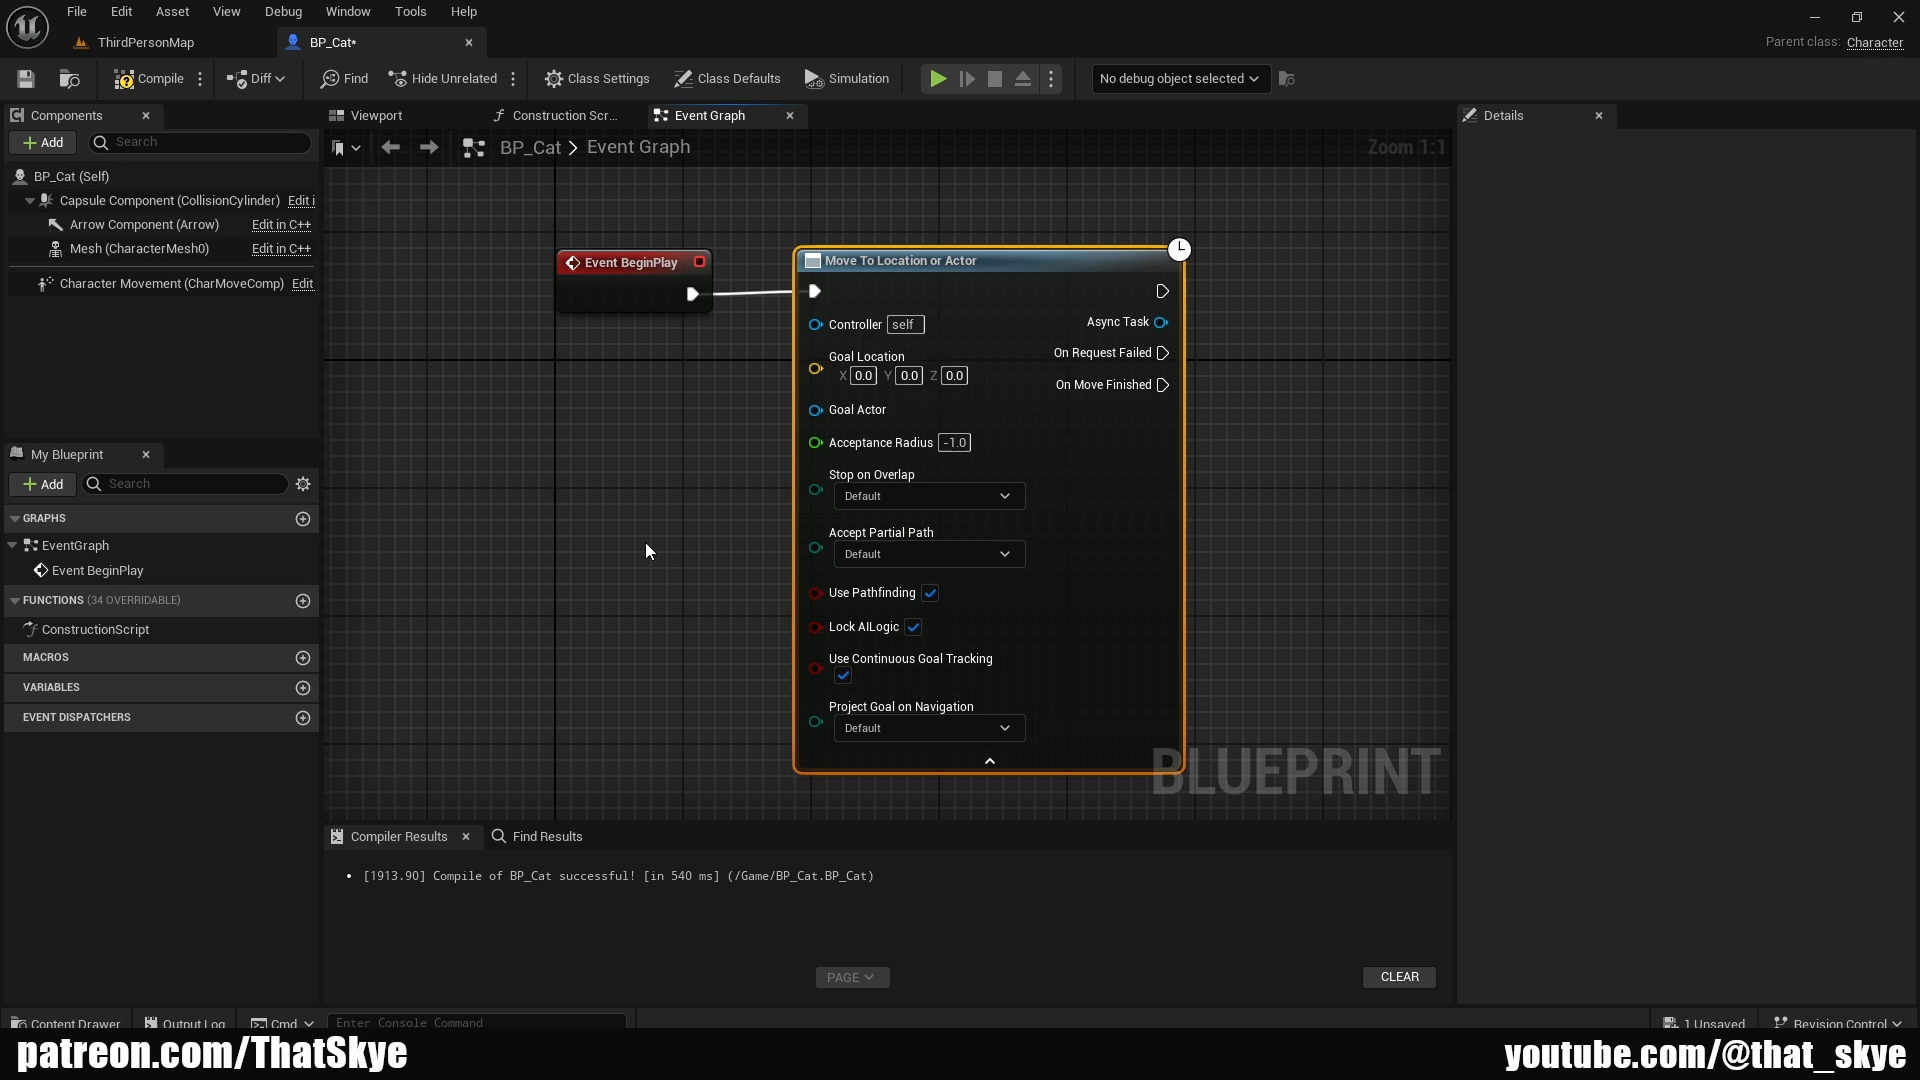 File Edit Asset View Debug Window Tools Help
ThirdPersonMap
BP_Cat*
Parent class: Character
Compile Diff Find Hide Unrelated Class Settings Class Defaults Simulation No debug object selected
Components
Viewport Construction Scr... Event Graph Details
Add Search
BP_Cat Event Graph Zoom 1:1
BP_Cat (Self)
Capsule Component (CollisionCylinder) Edit i
Arrow Component (Arrow) Edit in C++
Mesh (CharacterMesh0) Edit in C++
Character Movement (CharMoveComp) Edit
Event BeginPlay
Move To Location or Actor
Controller self
Async Task
Goal Location
X 0.0 Y 0.0 Z 0.0
On Request Failed
On Move Finished
Goal Actor
Acceptance Radius -1.0
Stop on Overlap
Default
Accept Partial Path
Default
Use Pathfinding
Lock AILogic
Use Continuous Goal Tracking
Project Goal on Navigation
Default
BLUEPRINT
My Blueprint
Add Search
GRAPHS
EventGraph
Event BeginPlay
FUNCTIONS (34 OVERRIDABLE)
ConstructionScript
MACROS
VARIABLES
EVENT DISPATCHERS
Compiler Results Find Results
• [1913.90] Compile of BP_Cat successful! [in 540 ms] (/Game/BP_Cat.BP_Cat)
PAGE CLEAR
Content Drawer Output Log Cmd Enter Console Command 1 Unsaved Revision Control
patreon.com/ThatSkye
youtube.com/@that_skye